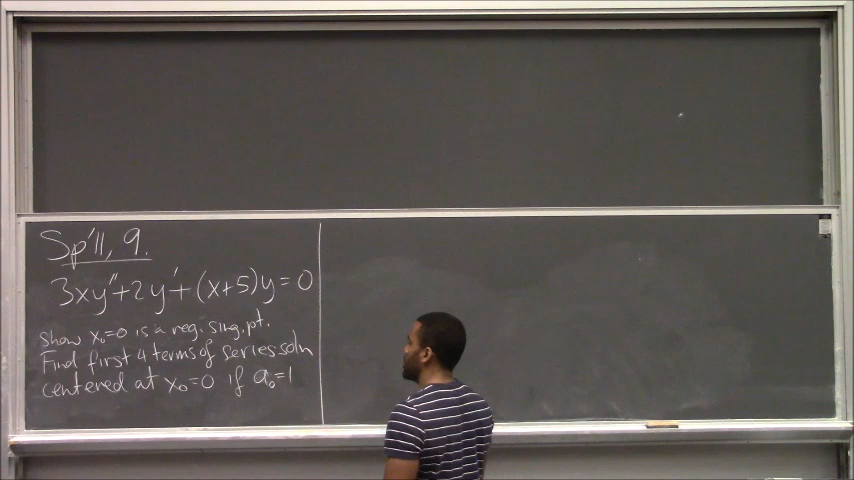 Sp'11, 9.
3xy''+2y'+(x+5)y=0
show x₀=0 is a reg. sing. pt.
Find first 4 terms of series soln
centered at x₀=0 if a₀=1